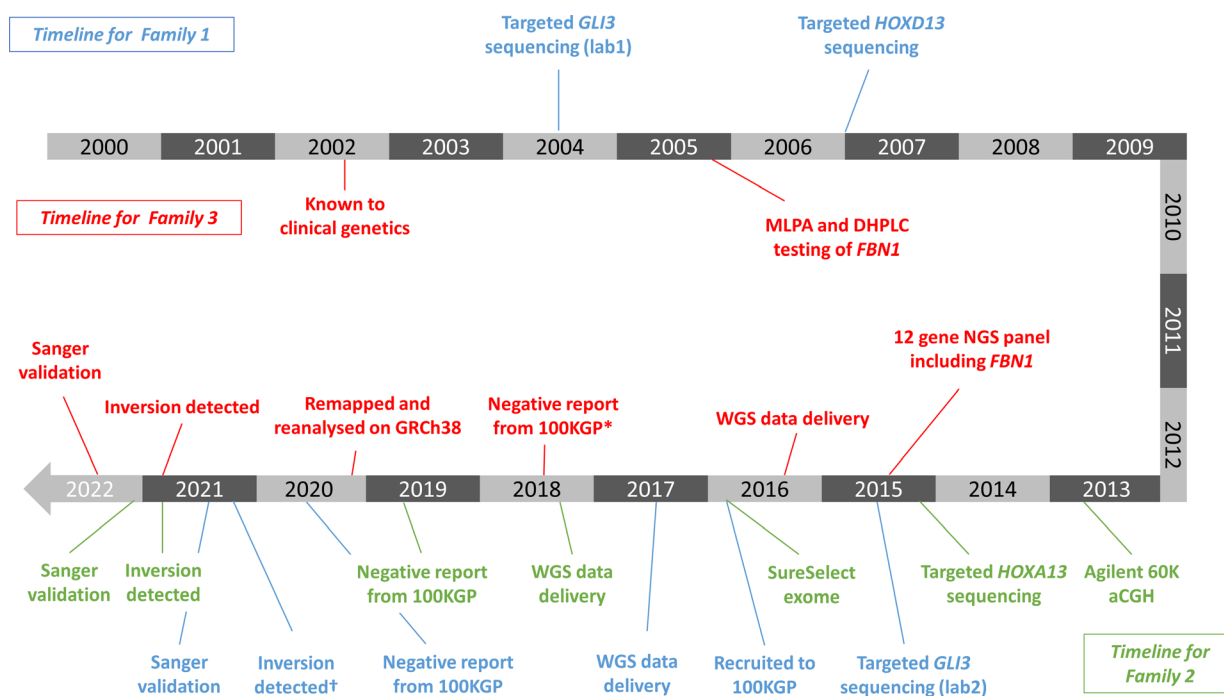 Timeline for Family 1
Targeted GLI3
sequencing (lab1)
Targeted HOXD13
sequencing
2000 2001 2002 2003 2004 2005 2006 2007 2008 2009
Timeline for Family 3
Known to
clinical genetics
MLPA and DHPLC
testing of FBN1
2010
2011
2012
Sanger
validation
Inversion detected
Remapped and
reanalysed on GRCh38
Negative report
from 100KGP*
WGS data delivery
12 gene NGS panel
including FBN1
2022 2021 2020 2019 2018 2017 2016 2015 2014 2013
Sanger
validation
Inversion
detected
Negative report
from 100KGP
WGS data
delivery
SureSelect
exome
Targeted HOXA13
sequencing
Agilent 60K
aCGH
Sanger
validation
Inversion
detected†
Negative report
from 100KGP
WGS data
delivery
Recruited to
100KGP
Targeted GLI3
sequencing (lab2)
Timeline for
Family 2